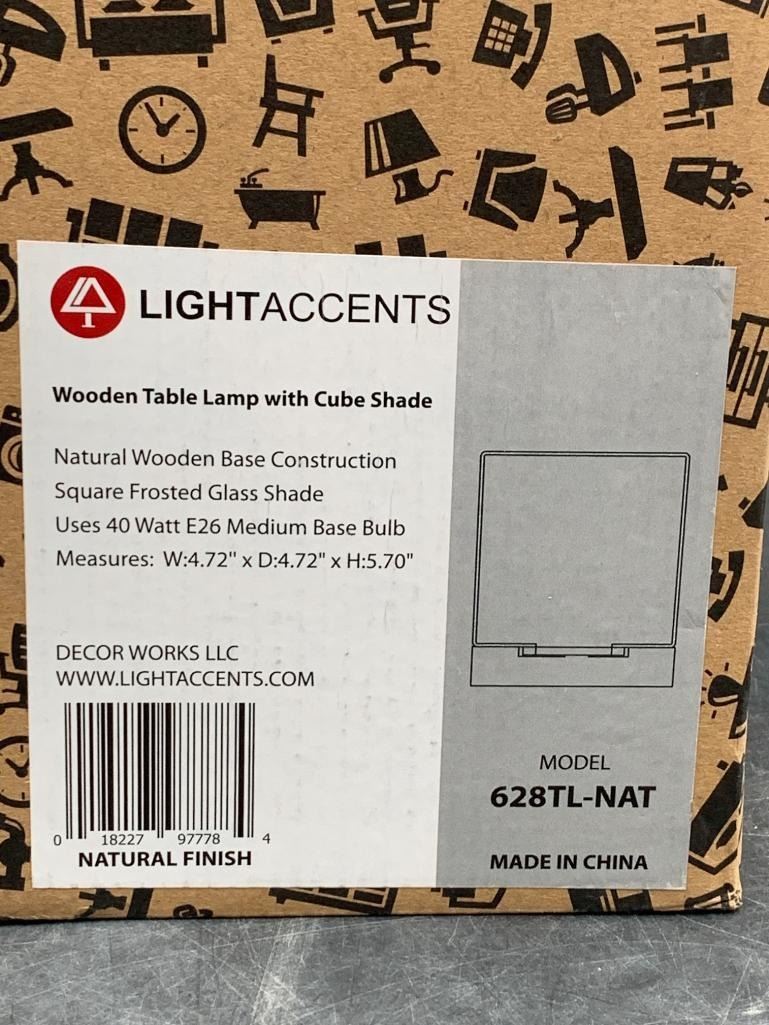 LIGHTACCENTS
Wooden Table Lamp with Cube Shade
Natural Wooden Base Construction
Square Frosted Glass Shade
Uses 40 Watt E26 Medium Base Bulb
Measures: W:4.72" x D:4.72" x H:5.70"
DECOR WORKS LLC
WWW.LIGHTACCENTS.COM
0 18227 97778 4
NATURAL FINISH
MODEL
628TL-NAT
MADE IN CHINA